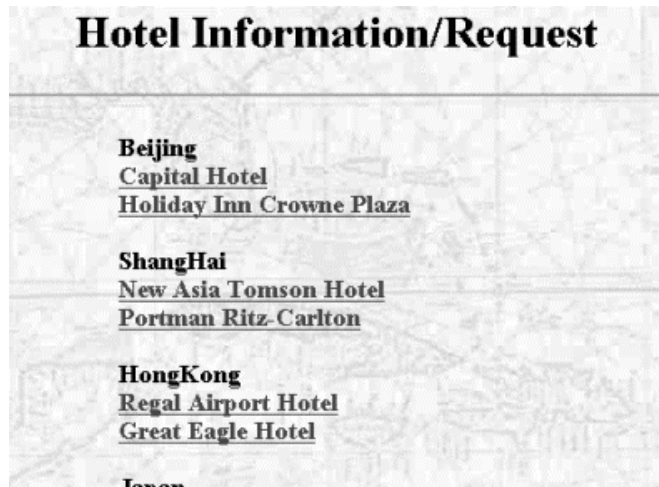 Hotel Information/Request
Beijing
Capital Hotel
Holiday Inn Crowne Plaza
ShangHai
New Asia Tomson Hotel
Portman Ritz-Carlton
HongKong
Regal Airport Hotel
Great Eagle Hotel
Japan